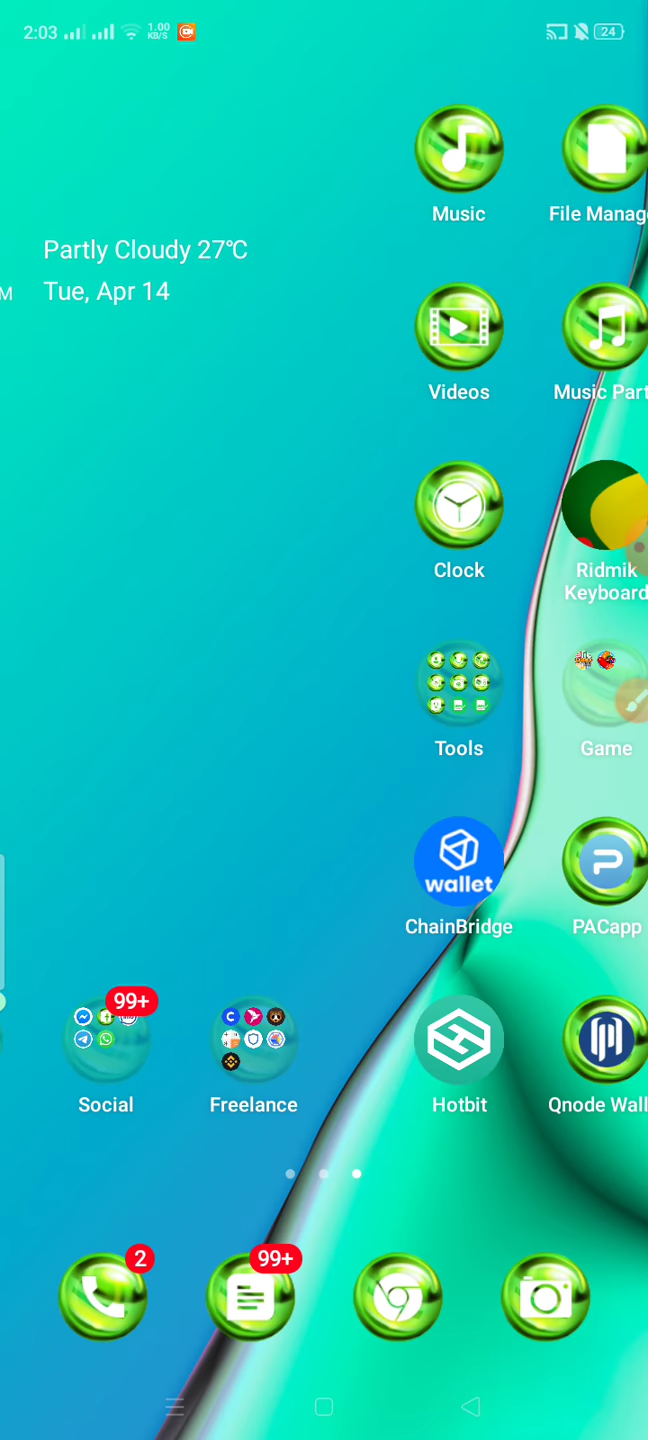 2:03
1.00
KB/S
24
Music
File Manag
Partly Cloudy 27℃
M
Tue, Apr 14
Videos
Music Part
Clock
Ridmik
Keyboard
Tools
Game
wallet
ChainBridge
PACapp
99+
Social
Freelance
Hotbit
Qnode Wall
2
99+